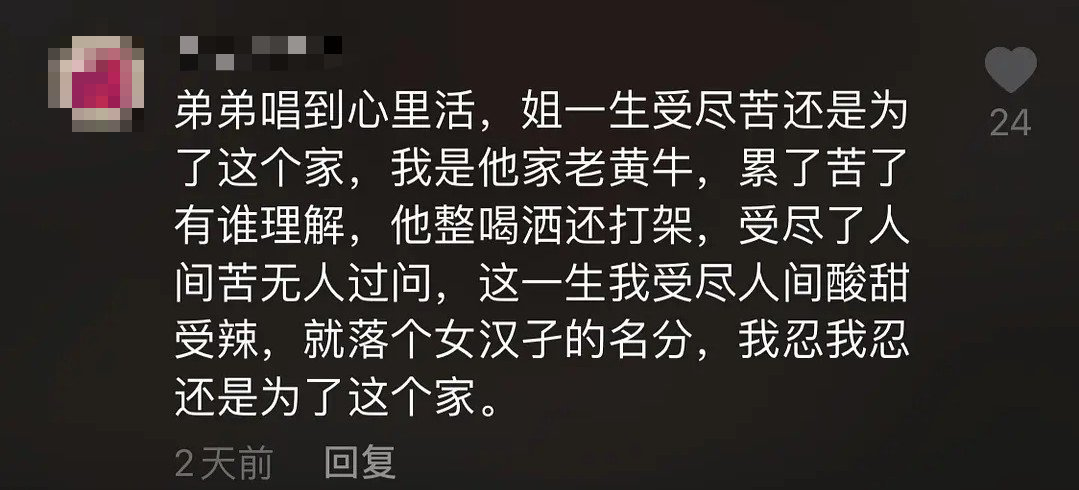 弟弟唱到心里活，姐一生受尽苦还是为
了这个家，我是他家老黄牛，累了苦了
有谁理解，他整喝洒还打架，受尽了人
间苦无人过问，这一生我受尽人间酸甜
受辣，就落个女汉孑的名分，我忍我忍
还是为了这个家。
24
2天前 回复